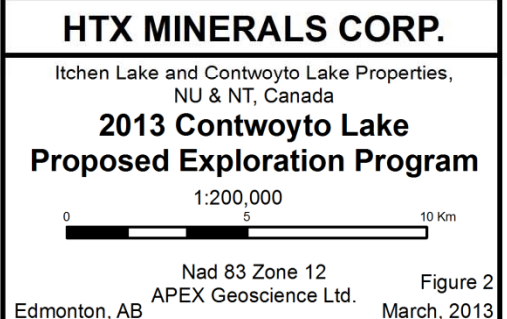 HTX MINERALS CORP.
Itchen Lake and Contwoyto Lake Properties,
NU & NT, Canada
2013 Contwoyto Lake
Proposed Exploration Program
1:200,000
0 5 10 Km
Nad 83 Zone 12
Figure 2
Edmonton, AB APEX Geoscience Ltd. March, 2013